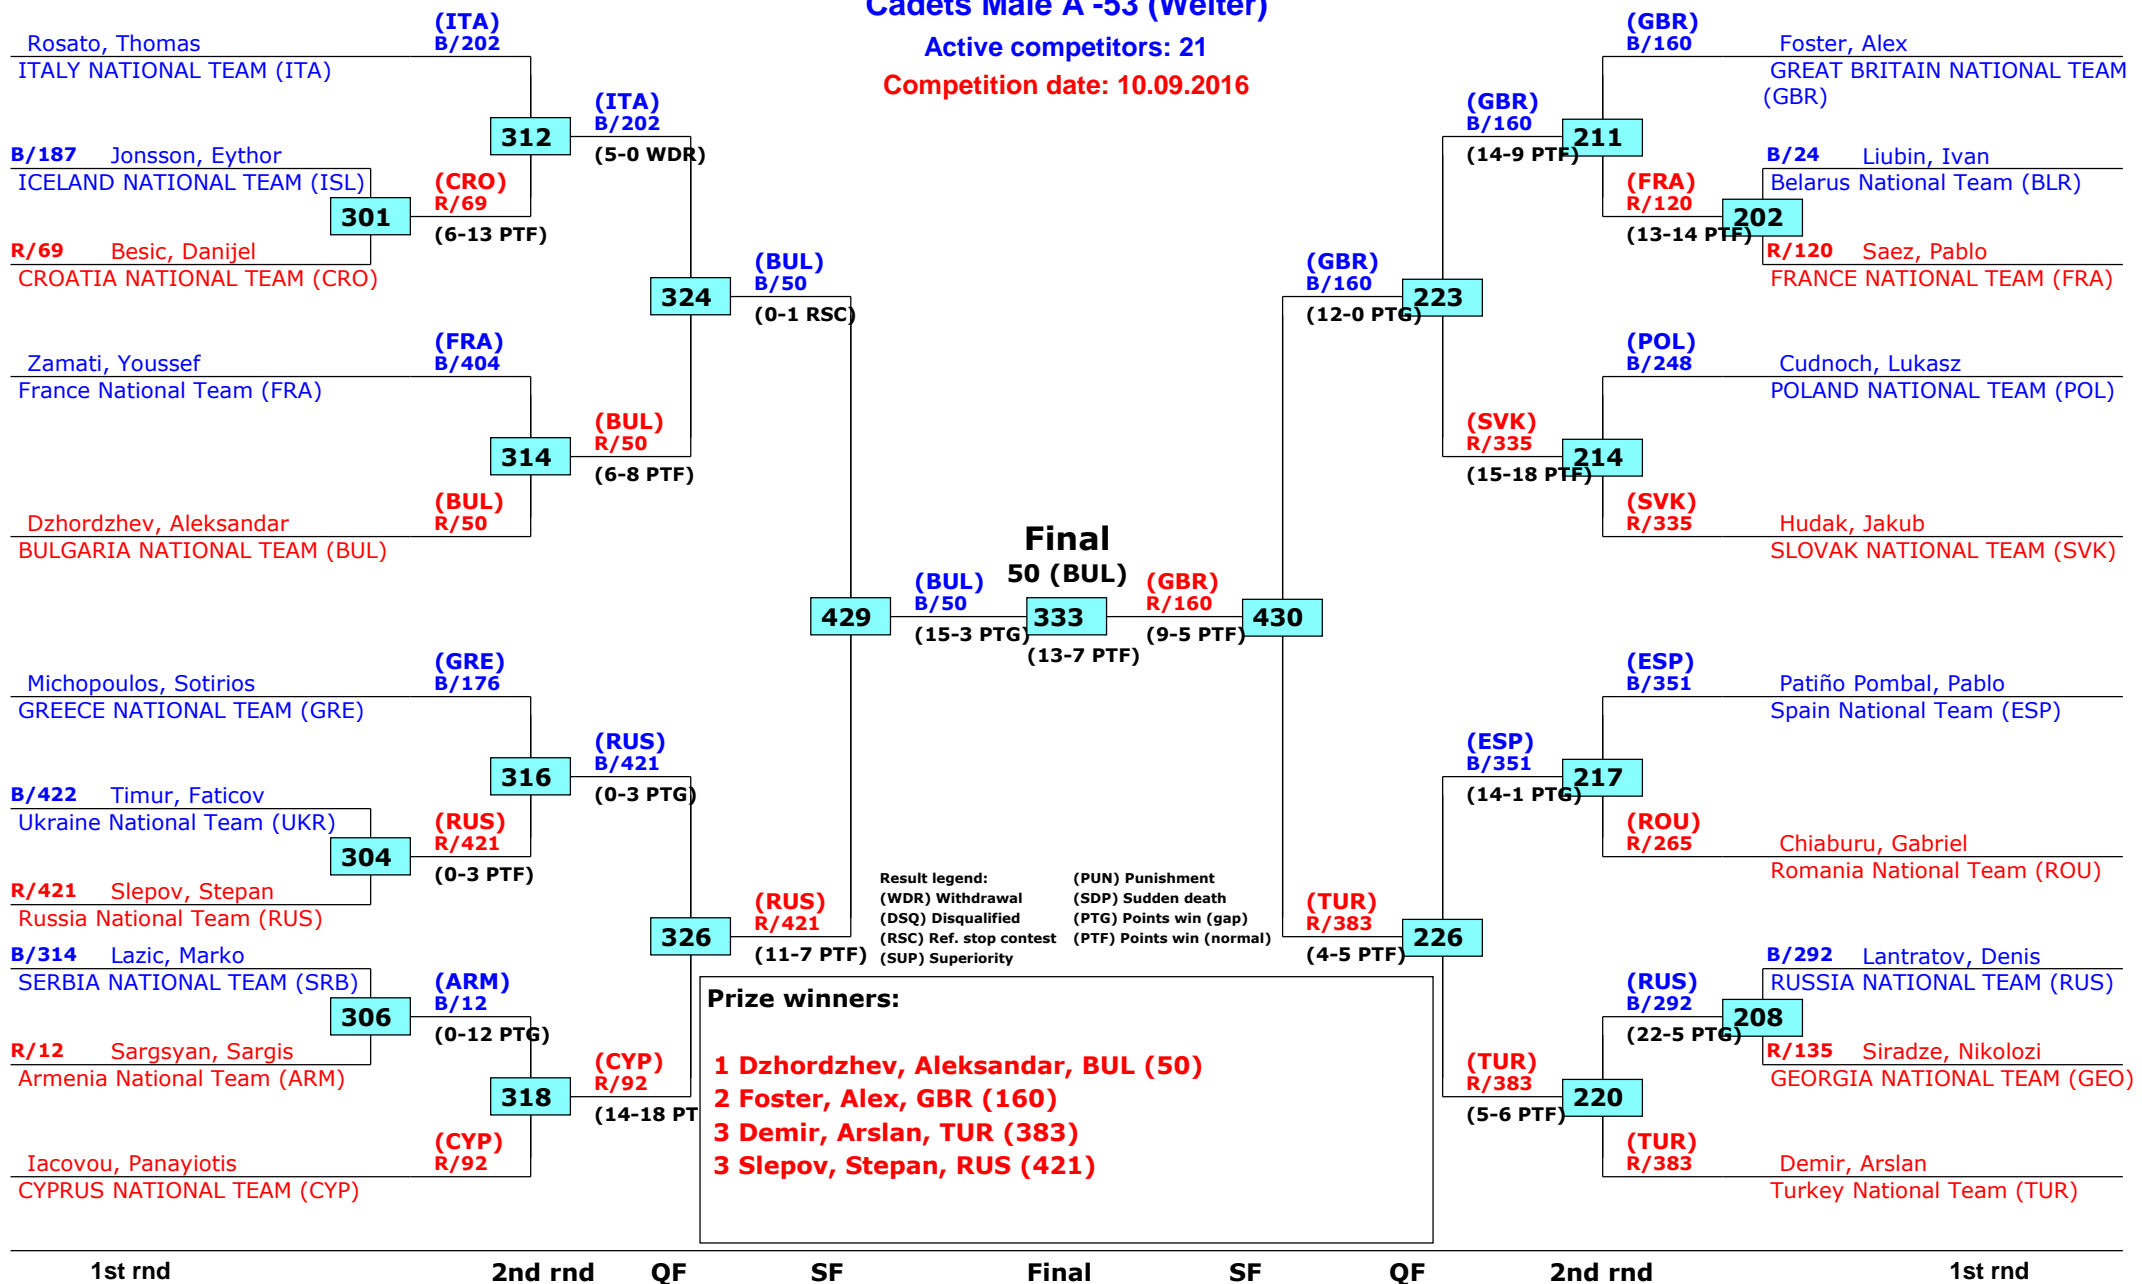 Cadets Male A -53 (Welter)
Active competitors: 21
Competition date: 10.09.2016
Rosato, Thomas
ITALY NATIONAL TEAM (ITA)
(ITA)
B/202
B/187 Jonsson, Eythor
ICELAND NATIONAL TEAM (ISL)
301
R/69 Besic, Danijel
CROATIA NATIONAL TEAM (CRO)
(CRO)
R/69
(6-13 PTF)
312
(ITA)
B/202
(5-0 WDR)
Zamati, Youssef
France National Team (FRA)
(FRA)
B/404
Dzhordzhev, Aleksandar
BULGARIA NATIONAL TEAM (BUL)
(BUL)
R/50
314
(BUL)
R/50
(6-8 PTF)
324
(BUL)
B/50
(0-1 RSC)
Michopoulos, Sotirios
GREECE NATIONAL TEAM (GRE)
(GRE)
B/176
B/422 Timur, Faticov
Ukraine National Team (UKR)
304
R/421 Slepov, Stepan
Russia National Team (RUS)
(RUS)
R/421
(0-3 PTF)
316
(RUS)
B/421
(0-3 PTG)
B/314 Lazic, Marko
SERBIA NATIONAL TEAM (SRB)
306
R/12 Sargsyan, Sargis
Armenia National Team (ARM)
(ARM)
B/12
(0-12 PTG)
Iacovou, Panayiotis
CYPRUS NATIONAL TEAM (CYP)
(CYP)
R/92
318
(CYP)
R/92
(14-18 PT
326
(RUS)
R/421
(11-7 PTF)
429
(BUL)
B/50
(15-3 PTG)
Final
50 (BUL)
333
(13-7 PTF)
(GBR)
R/160
(9-5 PTF)
430
(GBR)
B/160
(12-0 PTG)
223
(GBR)
B/160
(14-9 PTF)
211
(GBR)
B/160
Foster, Alex
GREAT BRITAIN NATIONAL TEAM
(GBR)
B/24 Liubin, Ivan
Belarus National Team (BLR)
(FRA)
R/120
(13-14 PTF)
202
R/120 Saez, Pablo
FRANCE NATIONAL TEAM (FRA)
(POL)
B/248
Cudnoch, Lukasz
POLAND NATIONAL TEAM (POL)
(SVK)
R/335
(15-18 PTF)
214
(SVK)
R/335
Hudak, Jakub
SLOVAK NATIONAL TEAM (SVK)
(ESP)
B/351
Patiño Pombal, Pablo
Spain National Team (ESP)
(ESP)
B/351
(14-1 PTG)
217
(ROU)
R/265
Chiaburu, Gabriel
Romania National Team (ROU)
(TUR)
R/383
(4-5 PTF)
226
B/292 Lantratov, Denis
RUSSIA NATIONAL TEAM (RUS)
(RUS)
B/292
(22-5 PTG)
208
R/135 Siradze, Nikolozi
GEORGIA NATIONAL TEAM (GEO)
(TUR)
R/383
(5-6 PTF)
220
(TUR)
R/383
Demir, Arslan
Turkey National Team (TUR)
Result legend: (PUN) Punishment
(WDR) Withdrawal (SDP) Sudden death
(DSQ) Disqualified (PTG) Points win (gap)
(RSC) Ref. stop contest (PTF) Points win (normal)
(SUP) Superiority
Prize winners:
1 Dzhordzhev, Aleksandar, BUL (50)
2 Foster, Alex, GBR (160)
3 Demir, Arslan, TUR (383)
3 Slepov, Stepan, RUS (421)
1st rnd 2nd rnd QF SF Final SF QF 2nd rnd 1st rnd